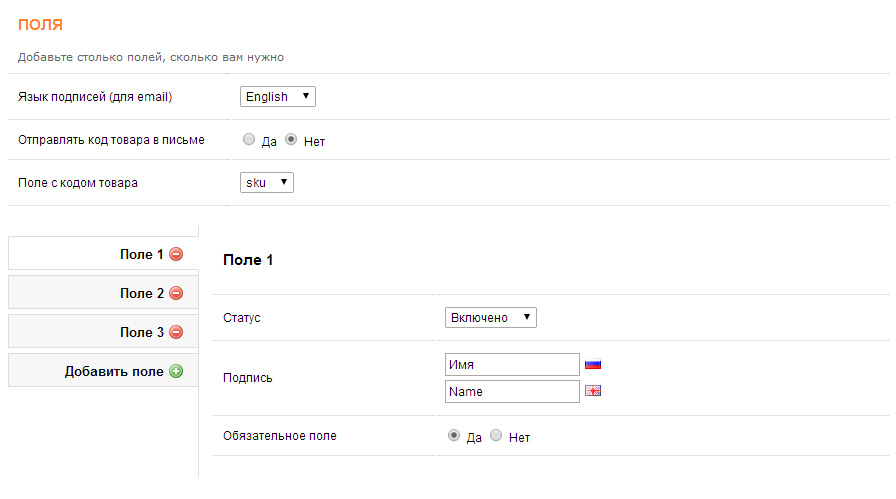 ПОЛЯ
Добавьте столько полей, сколько вам нужно
Язык подписей (для email) English
Отправлять код товара в письме Да Нет
Поле с кодом товара sku
Поле 1
Поле 2
Поле 3
Добавить поле
Поле 1
Статус Включено
Подпись Имя
Name
Обязательное поле Да Нет